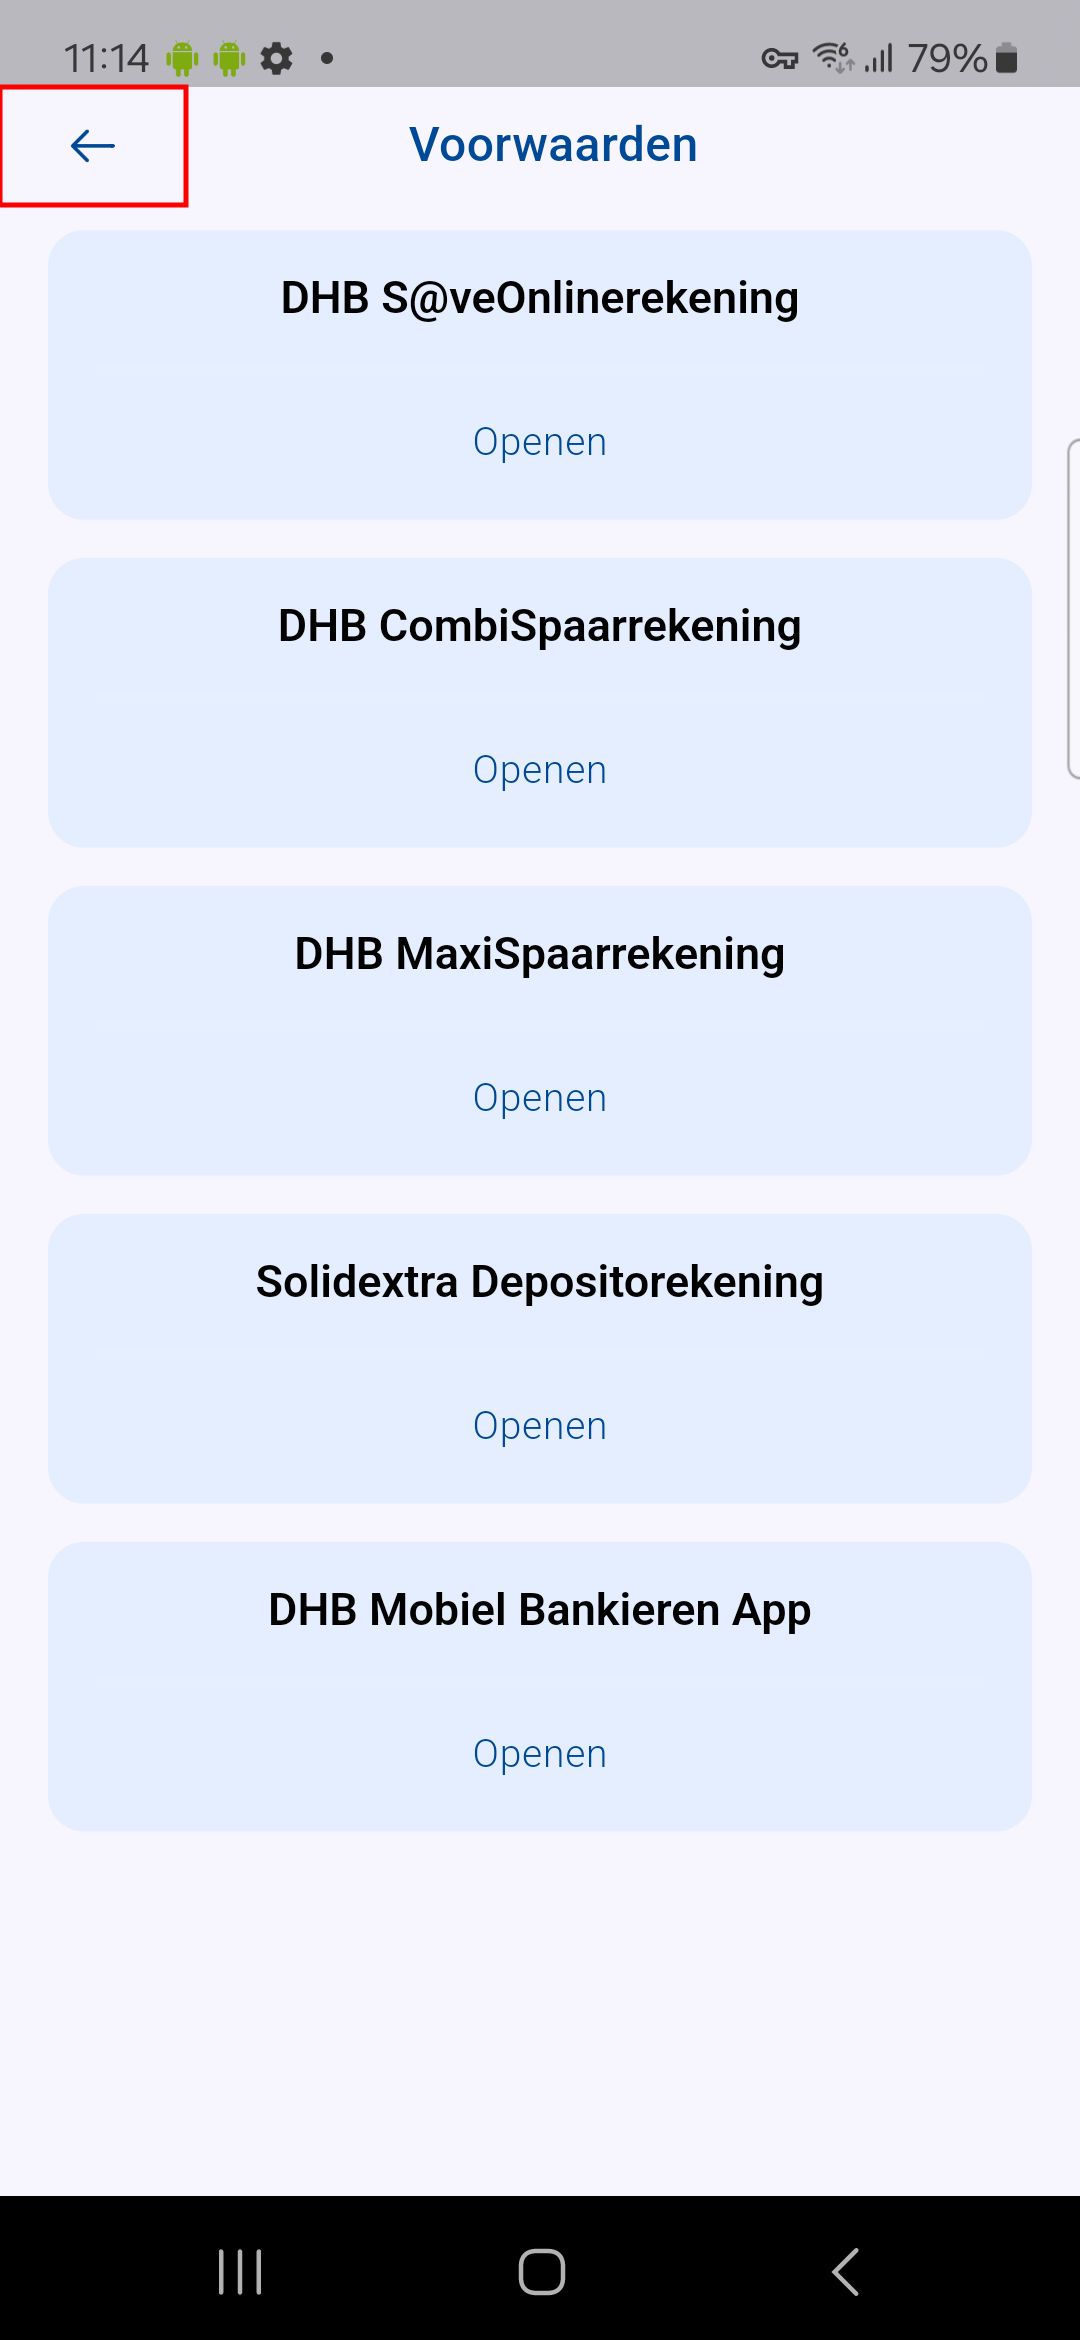 11:14
79%
Voorwaarden
DHB S@veOnlinerekening
Openen
DHB CombiSpaarrekening
Openen
DHB MaxiSpaarrekening
Openen
Solidextra Depositorekening
Openen
DHB Mobiel Bankieren App
Openen